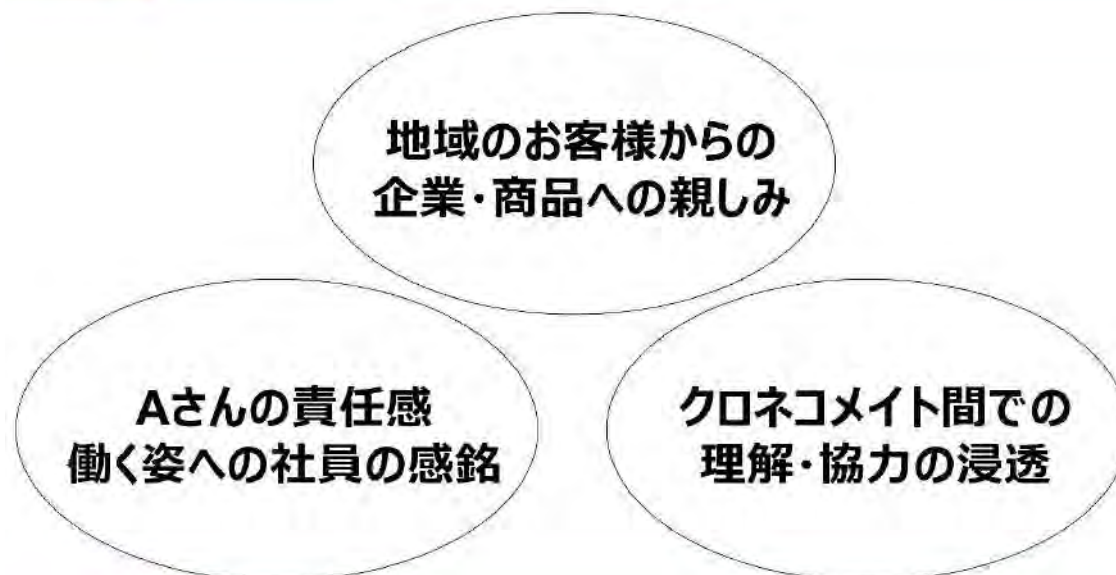 地域のお客様からの
企業・商品への親しみ
Aさんの責任感
働く姿への社員の感銘
クロネコメイト間での
理解・協力の浸透